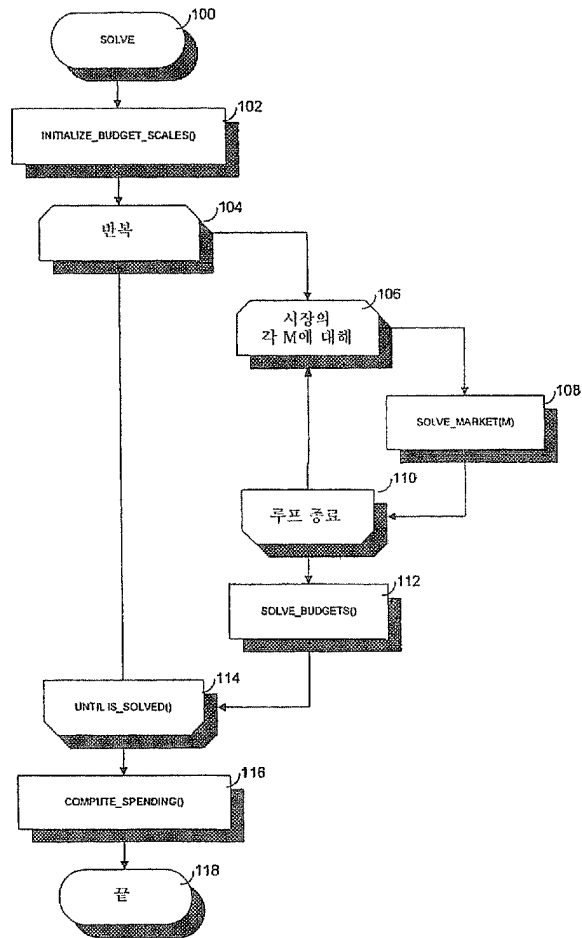 100
SOLVE
102
INITIALIZE_BUDGET_SCALES()
104
반복
106
시장의
각 M에 대해
108
SOLVE_MARKET(M)
110
루프 종료
112
SOLVE_BUDGETS()
114
UNTIL IS_SOLVED()
116
COMPUTE_SPENDING()
118
끝